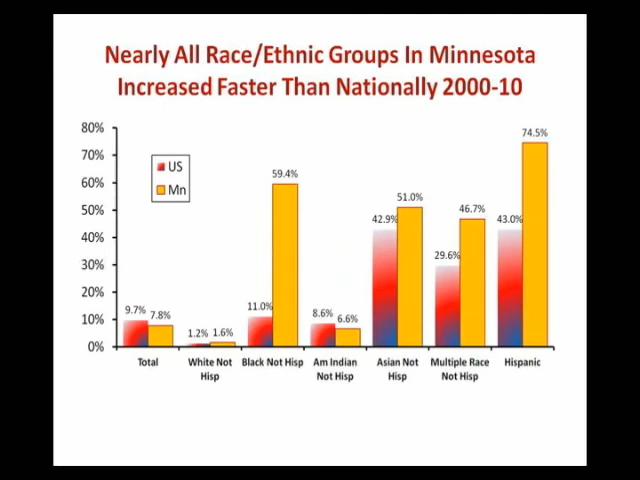 Nearly All Race/Ethnic Groups In Minnesota
Increased Faster Than Nationally 2000-10
80%
70%
60%
50%
40%
30%
20%
10%
0%
US
Mn
9.7%
7.8%
1.2%
1.6%
11.0%
59.4%
8.6%
6.6%
42.9%
51.0%
29.6%
46.7%
43.0%
74.5%
Total
White Not
Hisp
Black Not Hisp
Am Indian
Not Hisp
Asian Not
Hisp
Multiple Race
Not Hisp
Hispanic